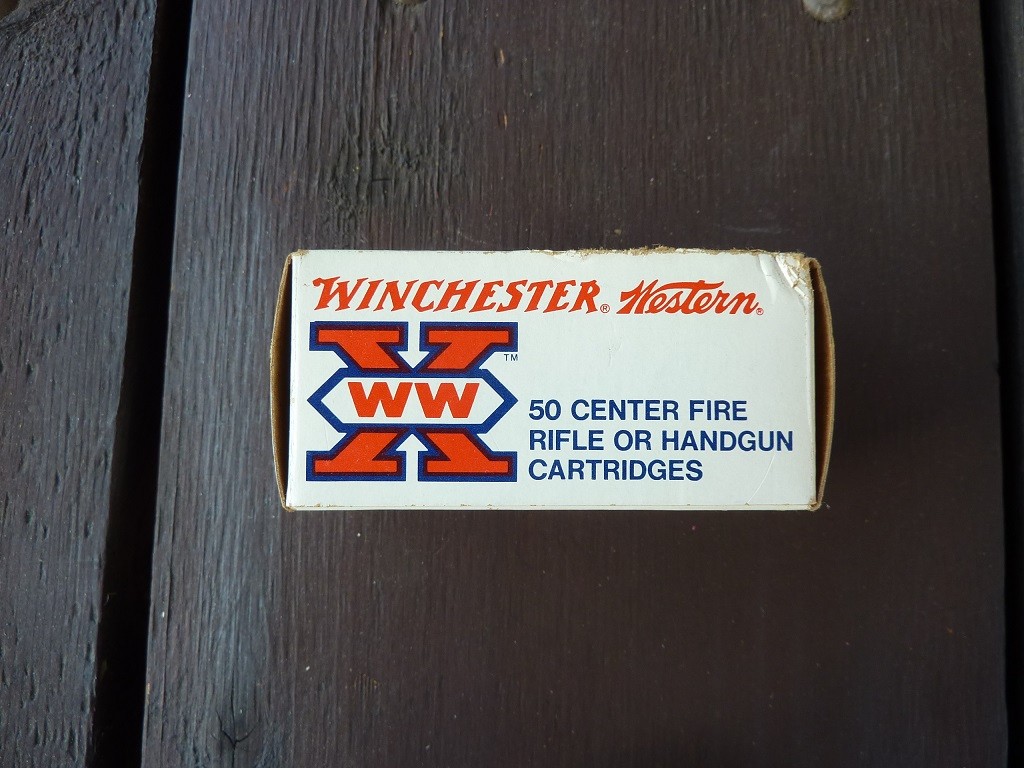 WINCHESTER® Western®
WW ™
50 CENTER FIRE
RIFLE OR HANDGUN
CARTRIDGES